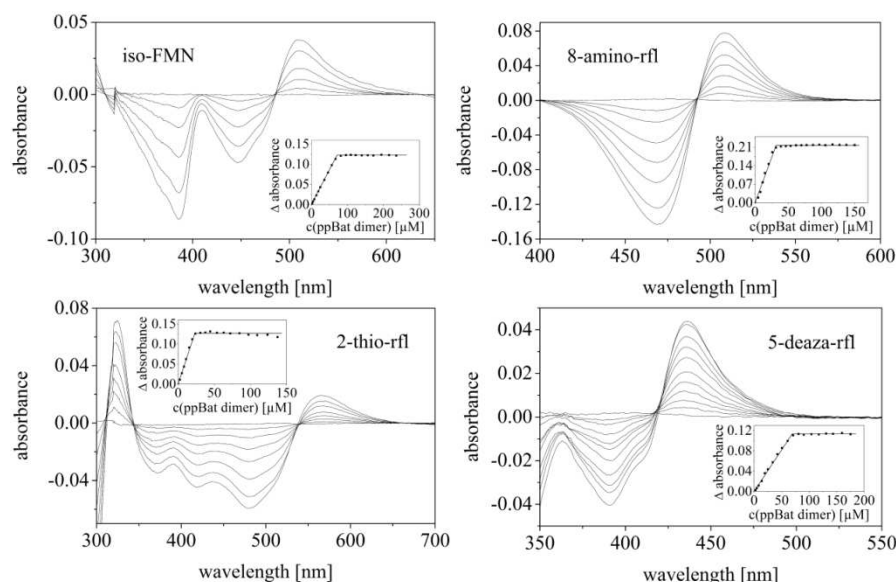 iso-FMN
absorbance
0.05
0.00
-0.05
-0.10
Δ absorbance
0.15
0.10
0.05
0.00
0 100 200 300
c(ppBat dimer) [µM]
300 400 500 600
wavelength [nm]
8-amino-rfl
absorbance
0.08
0.04
0.00
-0.04
-0.08
-0.12
-0.16
Δ absorbance
0.21
0.14
0.07
0.00
0 50 100 150
c(ppBat dimer) [µM]
400 450 500 550 600
wavelength [nm]
2-thio-rfl
absorbance
0.08
0.04
0.00
-0.04
Δ absorbance
0.15
0.10
0.05
0.00
0 50 100 150
c(ppBat dimer) [µM]
300 400 500 600 700
wavelength [nm]
5-deaza-rfl
absorbance
0.04
0.02
0.00
-0.02
-0.04
Δ absorbance
0.12
0.08
0.04
0.00
0 50 100 150 200
c(ppBat dimer) [µM]
350 400 450 500 550
wavelength [nm]